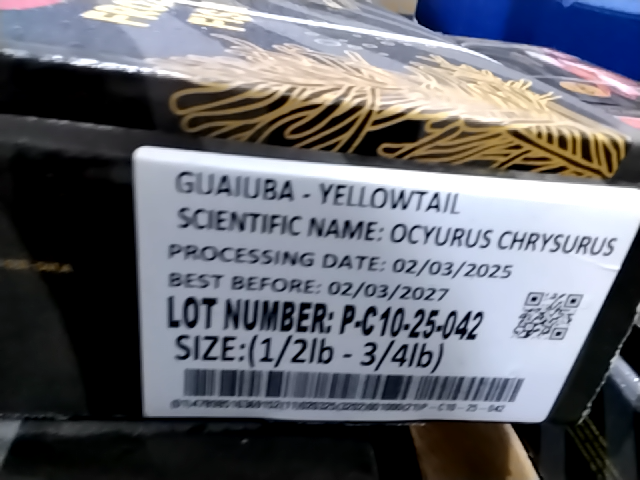 GUAIUBA - YELLOWTAIL
SCIENTIFIC NAME: OCYURUS CHRYSURUS
PROCESSING DATE: 02/03/2025
BEST BEFORE: 02/03/2027
LOT NUMBER: P-C10-25-042
SIZE:(1/2lb - 3/4lb)